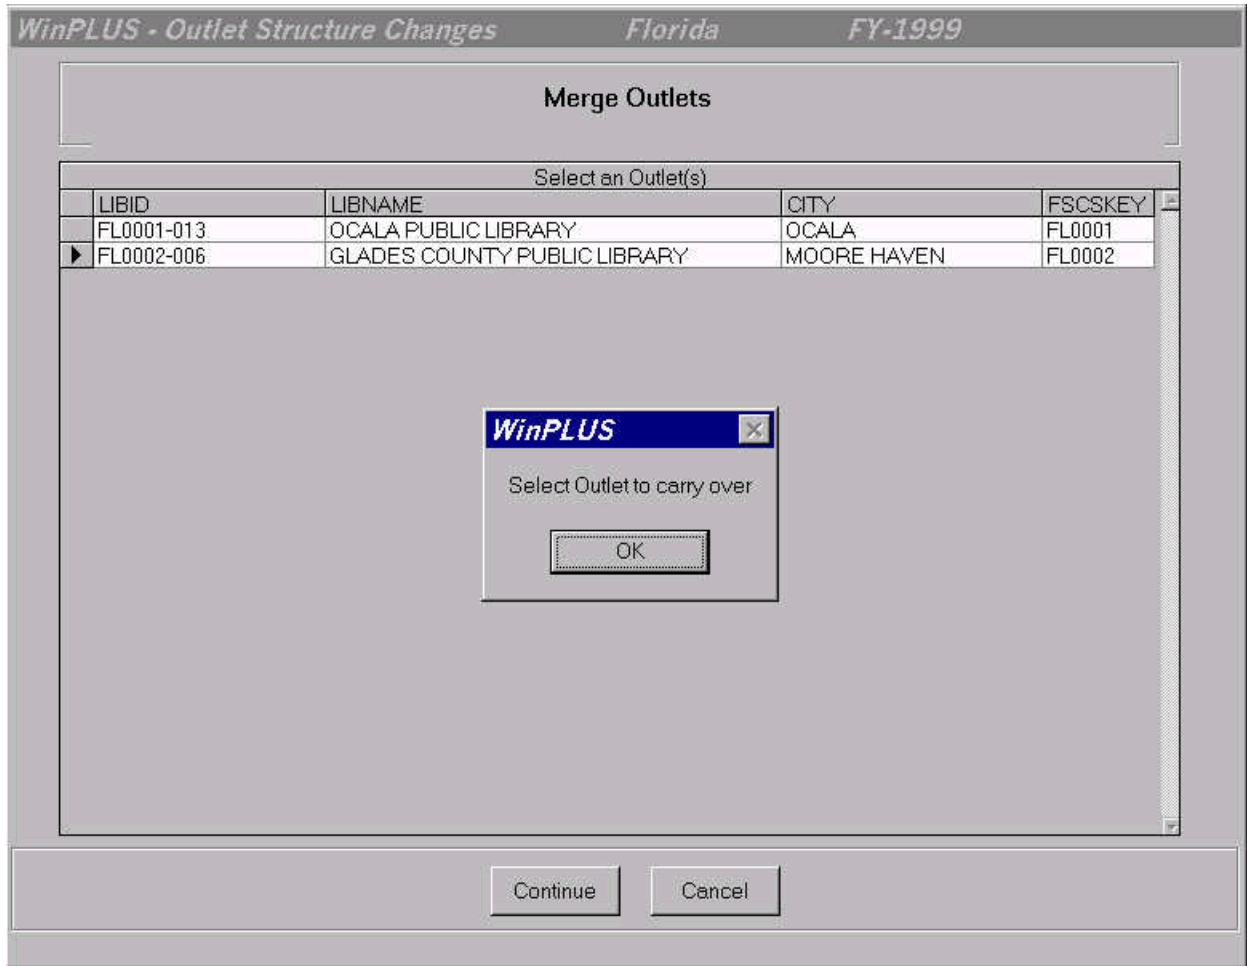 WinPLUS - Outlet Structure Changes Florida FY-1999
Merge Outlets
Select an Outlet(s)
LIBID LIBNAME CITY FSCSKEY
FL0001-013 OCALA PUBLIC LIBRARY OCALA FL0001
FL0002-006 GLADES COUNTY PUBLIC LIBRARY MOORE HAVEN FL0002
WinPLUS
Select Outlet to carry over
OK
Continue Cancel